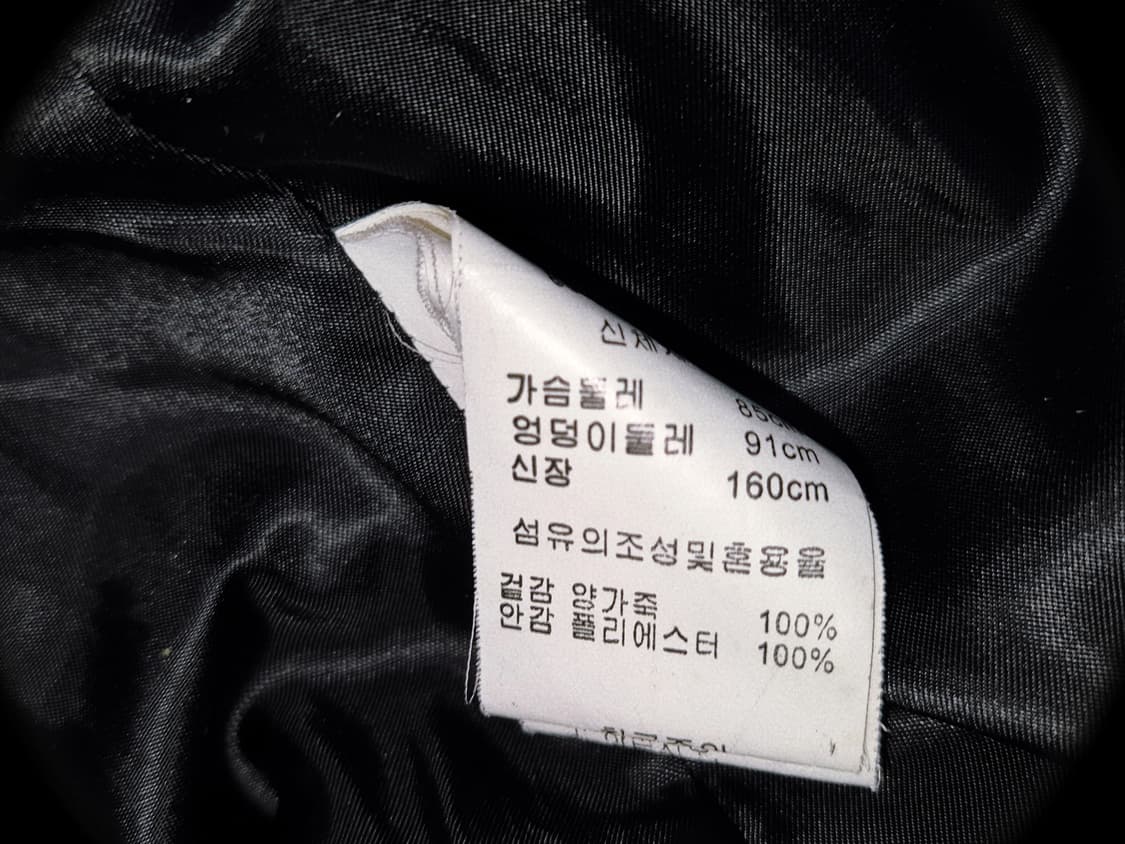 가슴둘레 85cm
엉덩이둘레 91cm
신장 160cm
섬유의조성및혼용율
겉감 양가죽 100%
안감 폴리에스터 100%